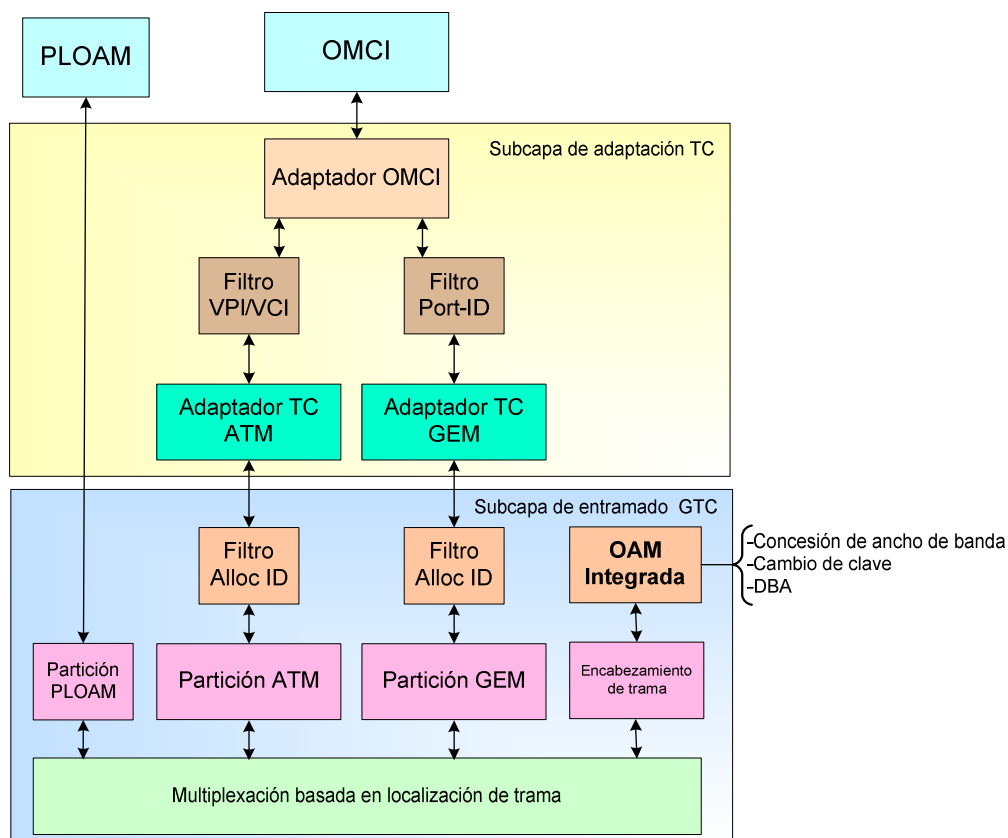 PLOAM
OMCI
Subcapa de adaptación TC
Adaptador OMCI
Filtro
VPI/VCI
Filtro
Port-ID
Adaptador TC
ATM
Adaptador TC
GEM
Subcapa de entramado GTC
Filtro
Alloc ID
Filtro
Alloc ID
OAM
Integrada
-Concesión de ancho de banda
-Cambio de clave
-DBA
Partición
PLOAM
Partición ATM
Partición GEM
Encabezamiento
de trama
Multiplexación basada en localización de trama